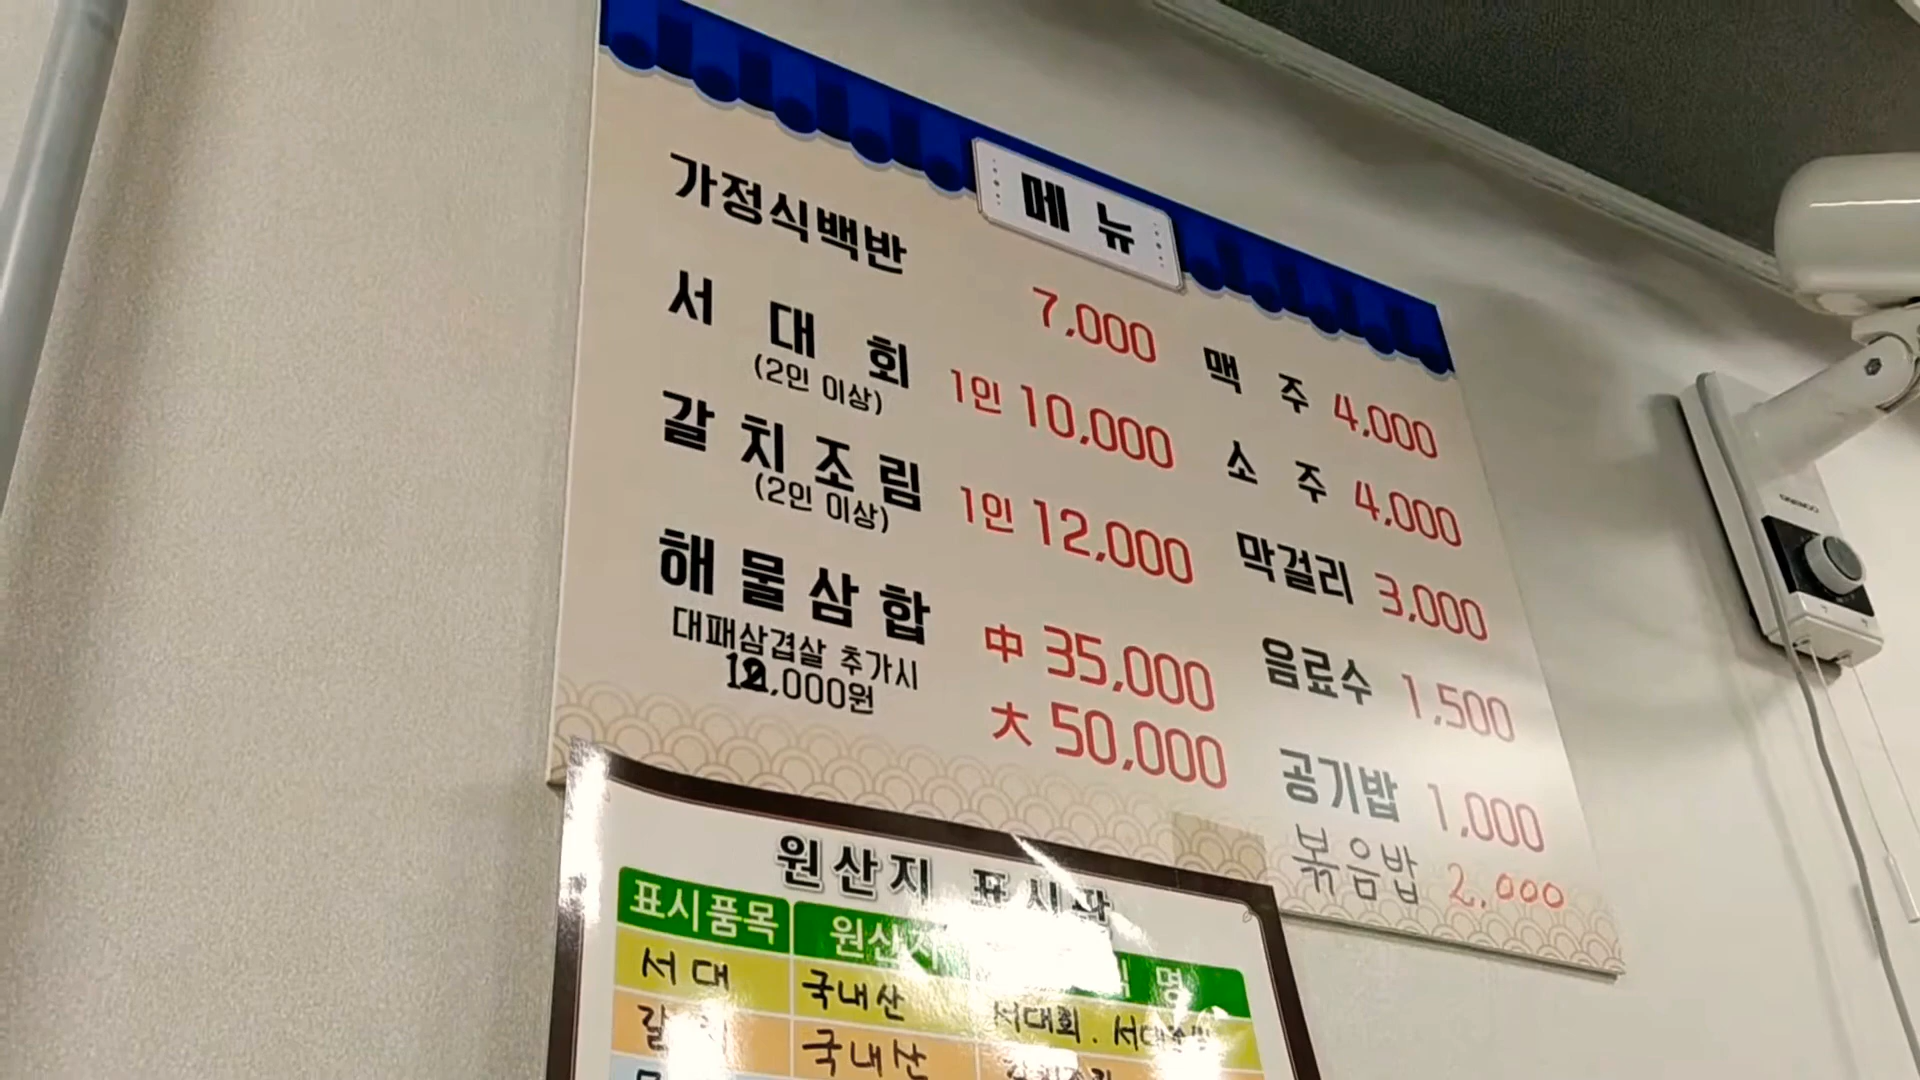 메뉴
가정식백반 7,000
서대회 1인 10,000
(2인 이상)
갈치조림 1인 12,000
(2인 이상)
해물삼합 中 35,000
大 50,000
대패삼겹살 추가시
12,000원
맥주 4,000
소주 4,000
막걸리 3,000
음료수 1,500
공기밥 1,000
볶음밥 2,000
원산지 표시판
표시품목 원산지 명
서대 국내산 서대회.
국내산